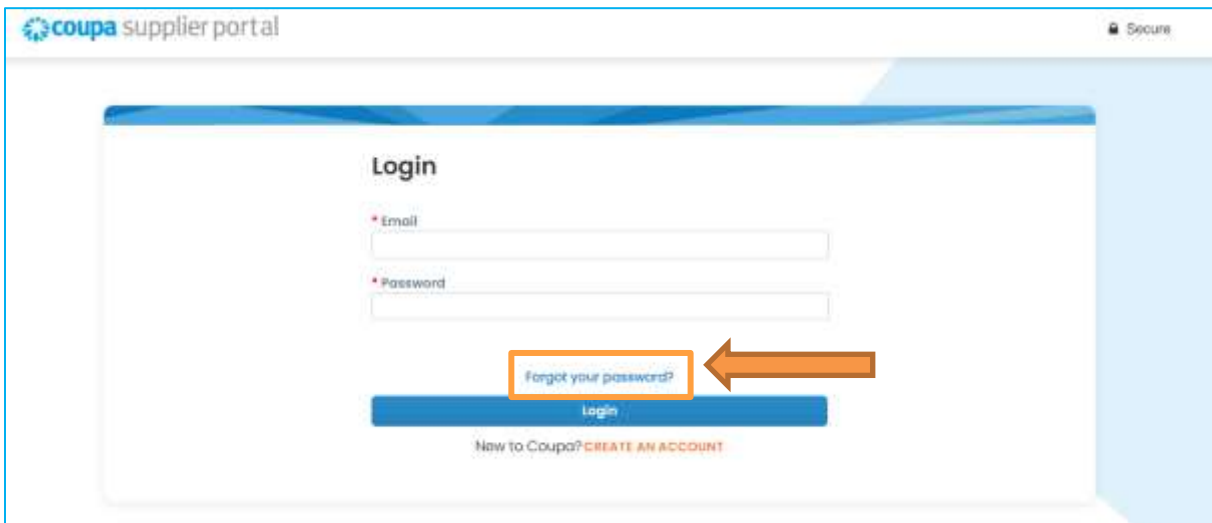 coupa supplier portal
Secure
Login
* Email
* Password
Forgot your password?
Login
New to Coupa? CREATE AN ACCOUNT